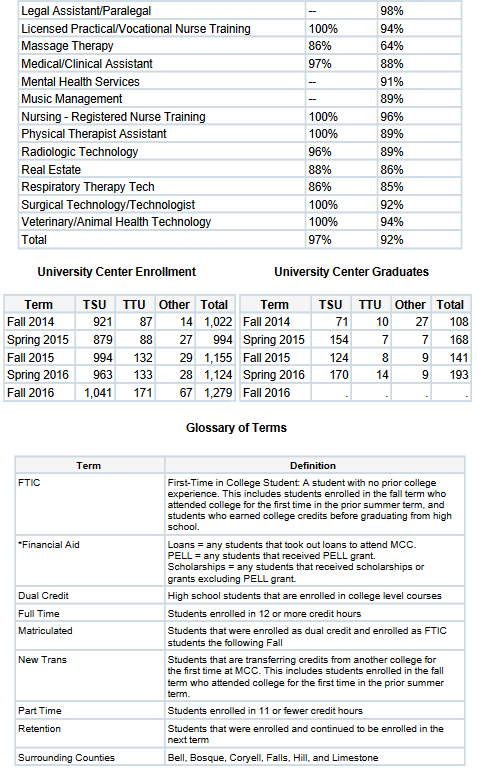 Legal Assistant/Paralegal -- 98%
Licensed Practical/Vocational Nurse Training 100% 94%
Massage Therapy 86% 64%
Medical/Clinical Assistant 97% 88%
Mental Health Services -- 91%
Music Management -- 89%
Nursing - Registered Nurse Training 100% 96%
Physical Therapist Assistant 100% 89%
Radiologic Technology 96% 89%
Real Estate 88% 86%
Respiratory Therapy Tech 86% 85%
Surgical Technology/Technologist 100% 92%
Veterinary/Animal Health Technology 100% 94%
Total 97% 92%
University Center Enrollment
Term TSU TTU Other Total
Fall 2014 921 87 14 1,022
Spring 2015 879 88 27 994
Fall 2015 994 132 29 1,155
Spring 2016 963 133 28 1,124
Fall 2016 1,041 171 67 1,279
University Center Graduates
Term TSU TTU Other Total
Fall 2014 71 10 27 108
Spring 2015 154 7 7 168
Fall 2015 124 8 9 141
Spring 2016 170 14 9 193
Fall 2016 . . . .
Glossary of Terms
Term Definition
FTIC First-Time in College Student: A student with no prior college
experience. This includes students enrolled in the fall term who
attended college for the first time in the prior summer term, and
students who earned college credits before graduating from high
school.
*Financial Aid Loans = any students that took out loans to attend MCC.
PELL = any students that received PELL grant.
Scholarships = any students that received scholarships or
grants excluding PELL grant.
Dual Credit High school students that are enrolled in college level courses
Full Time Students enrolled in 12 or more credit hours
Matriculated Students that were enrolled as dual credit and enrolled as FTIC
students the following Fall
New Trans Students that are transferring credits from another college for
the first time at MCC. This includes students enrolled in the fall
term who attended college for the first time in the prior summer
term.
Part Time Students enrolled in 11 or fewer credit hours
Retention Students that were enrolled and continued to be enrolled in the
next term
Surrounding Counties Bell, Bosque, Coryell, Falls, Hill, and Limestone